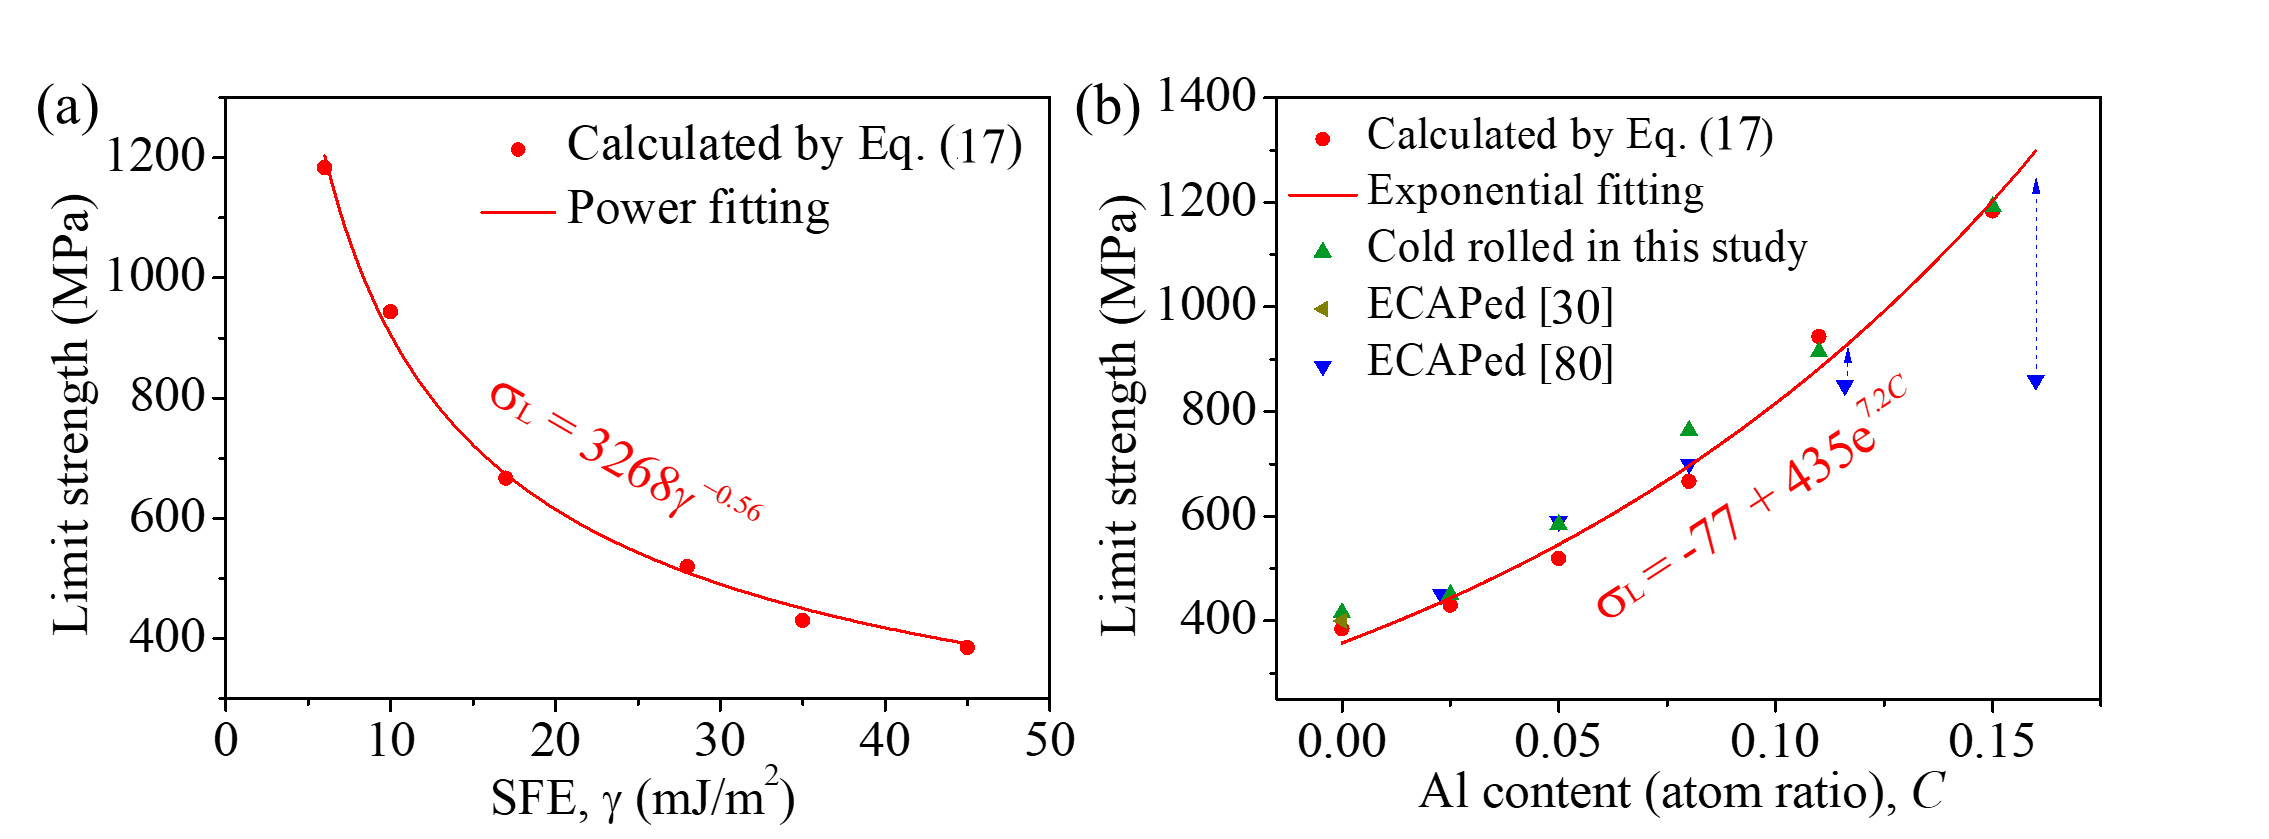 (a)
Limit strength (MPa)
1200
1000
800
600
400
Calculated by Eq. (17)
Power fitting
σL = 3268γ −0.56
0 10 20 30 40 50
SFE, γ (mJ/m2)
(b)
Limit strength (MPa)
1400
1200
1000
800
600
400
Calculated by Eq. (17)
Exponential fitting
Cold rolled in this study
ECAPed [30]
ECAPed [80]
σL = -77 + 435e7.2C
0.00 0.05 0.10 0.15
Al content (atom ratio), C